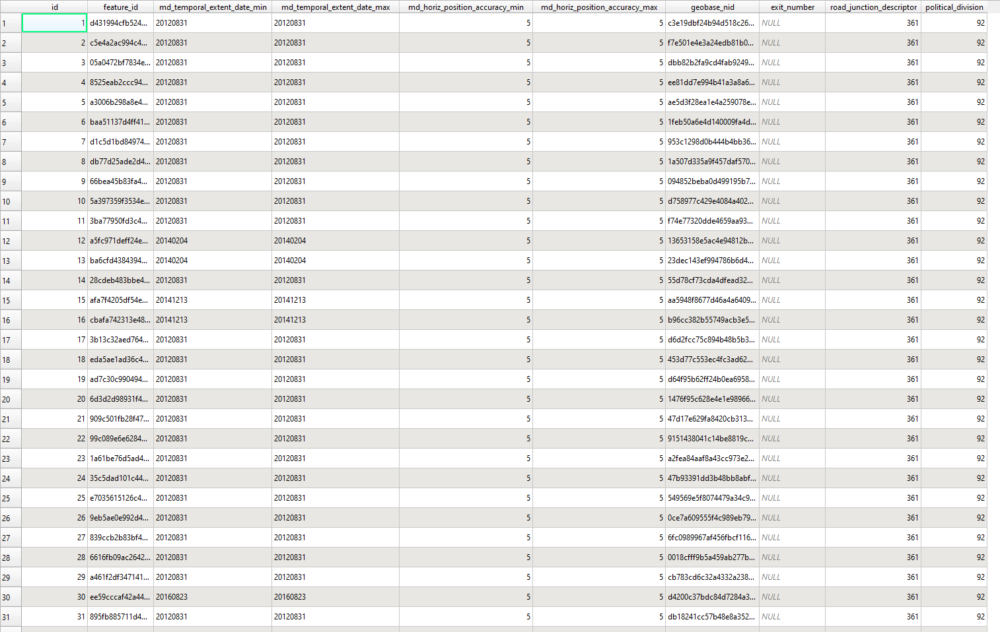 id feature_id md_temporal_extent_date_min md_temporal_extent_date_max md_horiz_position_accuracy_min md_horiz_position_accuracy_max geobase_nid exit_number road_junction_descriptor political_division
1 1 d431994cfb524... 20120831 20120831 5 5 c3e19dbf24b94d518c26... NULL 361 92
2 2 c5e4a2ac994c4... 20120831 20120831 5 5 f7e501e4e3a24edb81b0... NULL 361 92
3 3 05a0472bf7834e... 20120831 20120831 5 5 dbb82b2fa9cd4fab9249... NULL 361 92
4 4 8525eab2ccc94... 20120831 20120831 5 5 ee81dd7e994b41a3a8a6... NULL 361 92
5 5 a3006b298a8e4... 20120831 20120831 5 5 ae5d3f28ea1e4a259078e... NULL 361 92
6 6 baa51137d4ff41... 20120831 20120831 5 5 1feb50a6e4d140009fa4d... NULL 361 92
7 7 d1c5d1bd84974... 20120831 20120831 5 5 953c1298d0b444b4bb36... NULL 361 92
8 8 db77d25ade2d4... 20120831 20120831 5 5 1a507d335a9f457daf570... NULL 361 92
9 9 66bea45b83fa4... 20120831 20120831 5 5 094852beba0d499195b7... NULL 361 92
10 10 5a397359f3534e... 20120831 20120831 5 5 d758977c429e4084a402... NULL 361 92
11 11 3ba77950fd3c4... 20120831 20120831 5 5 f74e77320dde4659aa93... NULL 361 92
12 12 a5fc971deff24e... 20140204 20140204 5 5 13653158e5ac4e94812b... NULL 361 92
13 13 ba6cfd4384394... 20140204 20140204 5 5 23dec143ef994786b6d4... NULL 361 92
14 14 28cdeb483bbe4... 20120831 20120831 5 5 55d78cf73cda4dfead32... NULL 361 92
15 15 afa7f4205df54e... 20141213 20141213 5 5 aa5948f8677d46a4a6409... NULL 361 92
16 16 cbafa742313e48... 20141213 20141213 5 5 b96cc382b55749acb3e5... NULL 361 92
17 17 3b13c32aed764... 20120831 20120831 5 5 d6d2fcc75c894b48b5b3... NULL 361 92
18 18 eda5ae1ad36c4... 20120831 20120831 5 5 453d77c553ec4fc3ad62... NULL 361 92
19 19 ad7c30c990494... 20120831 20120831 5 5 d64f95b62ff24b0ea6958... NULL 361 92
20 20 6d3d2d98931f4... 20120831 20120831 5 5 1476f95c628e4e1e98966... NULL 361 92
21 21 909c501fb28f47... 20120831 20120831 5 5 47d17e629fa8420cb313... NULL 361 92
22 22 99c089e6e6284... 20120831 20120831 5 5 9151438041c14be8819c... NULL 361 92
23 23 1a61be76d5ad4... 20120831 20120831 5 5 a2fea84aaf8a43cc973e2... NULL 361 92
24 24 35c5dad101c44... 20120831 20120831 5 5 47b93391dd3b48bb8abf... NULL 361 92
25 25 e7035615126c4... 20120831 20120831 5 5 549569e5f8074479a34c9... NULL 361 92
26 26 9eb5ae0e992d4... 20120831 20120831 5 5 0ce7a609555f4c989eb79... NULL 361 92
27 27 839ccb2b83bf4... 20120831 20120831 5 5 6fc0989967af456fbcf116... NULL 361 92
28 28 6616fb09ac2642... 20120831 20120831 5 5 0018cfff9b5a459ab277b... NULL 361 92
29 29 a461f2df347141... 20120831 20120831 5 5 cb783cd6c32a4332a238... NULL 361 92
30 30 ee59cccaf42a44... 20160823 20160823 5 5 d4200c37bdc84d7284a3... NULL 361 92
31 31 895fb885711d4... 20120831 20120831 5 5 db18241cc57b48e8a352... NULL 361 92